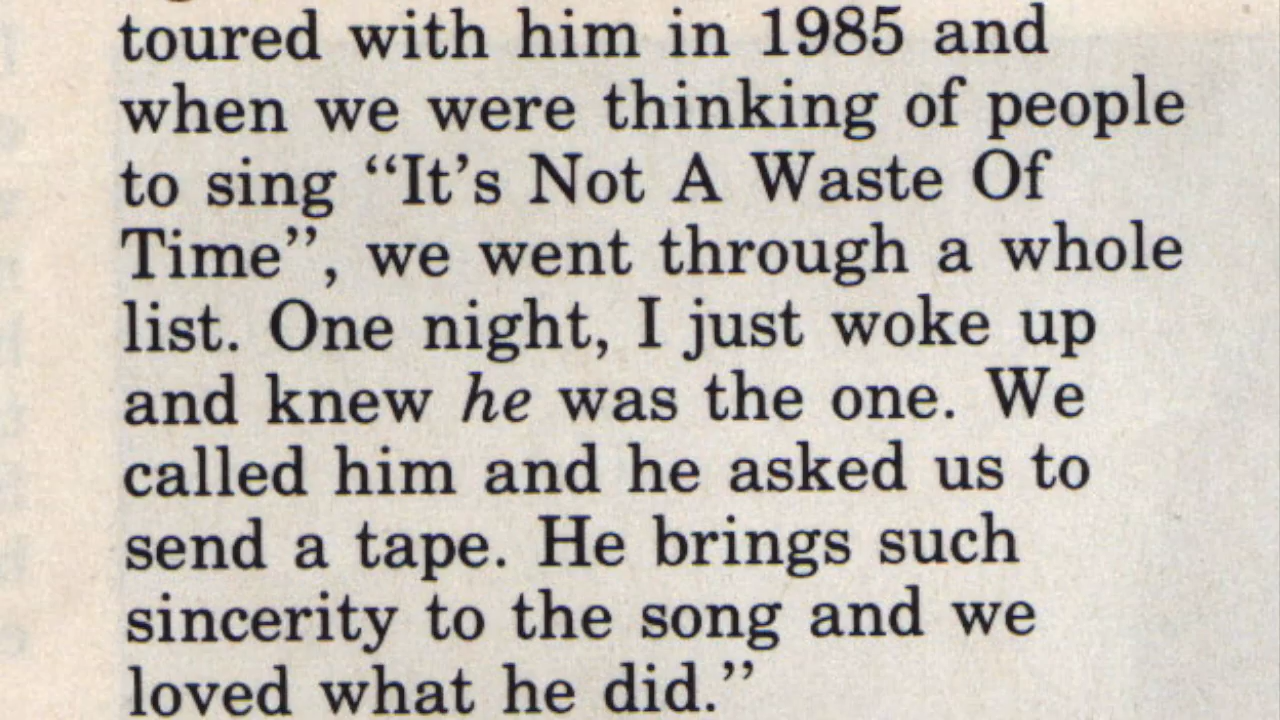 toured with him in 1985 and
when we were thinking of people
to sing “It’s Not A Waste Of
Time”, we went through a whole
list. One night, I just woke up
and knew he was the one. We
called him and he asked us to
send a tape. He brings such
sincerity to the song and we
loved what he did.”